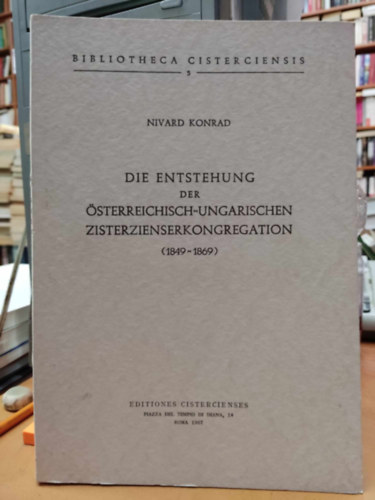 BIBLIOTHECA CISTERCIENSIS
5
NIVARD KONRAD
DIE ENTSTEHUNG
DER
ÖSTERREICHISCH-UNGARISCHEN
ZISTERZIENSERKONGREGATION
(1849-1869)
EDITIONES CISTERCIENSES
PIAZZA DEL TEMPIO DI DIANA, 14
ROMA 1967